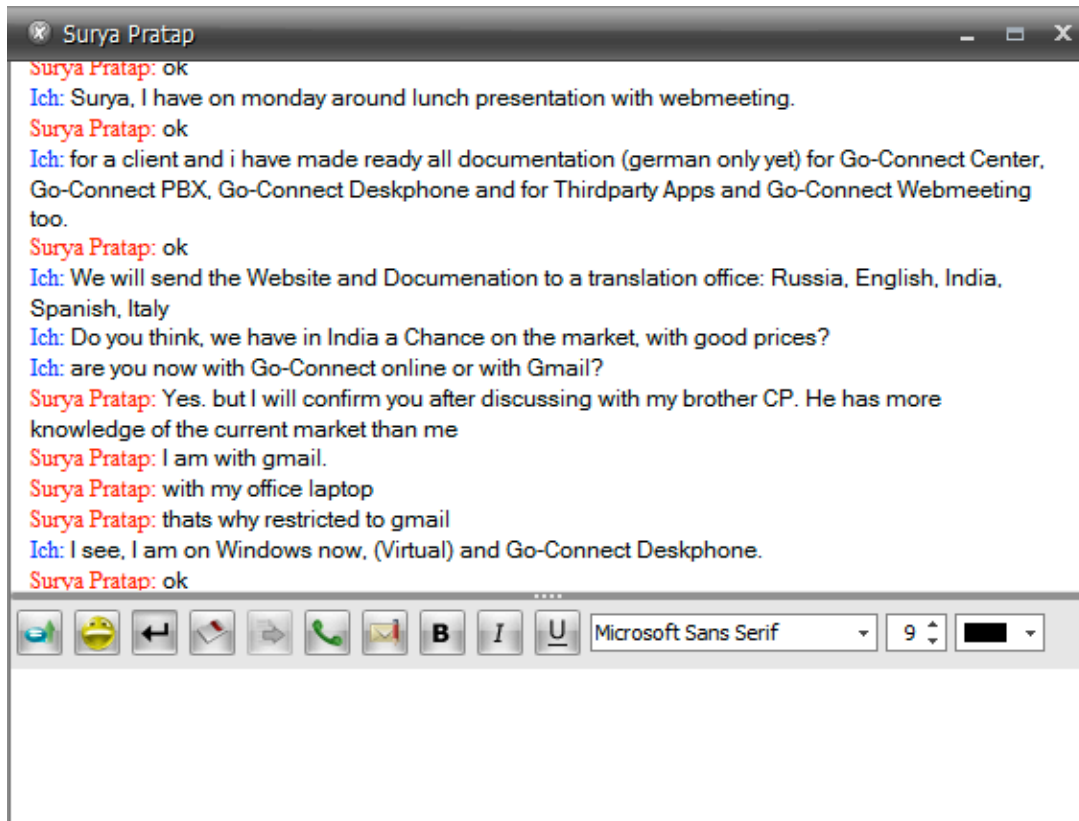 Surya Pratap
Surya Pratap: ok
Ich: Surya, I have on monday around lunch presentation with webmeeting.
Surya Pratap: ok
Ich: for a client and i have made ready all documentation (german only yet) for Go-Connect Center,
Go-Connect PBX, Go-Connect Deskphone and for Thirdparty Apps and Go-Connect Webmeeting
too.
Surya Pratap: ok
Ich: We will send the Website and Documenation to a translation office: Russia, English, India,
Spanish, Italy
Ich: Do you think, we have in India a Chance on the market, with good prices?
Ich: are you now with Go-Connect online or with Gmail?
Surya Pratap: Yes. but I will confirm you after discussing with my brother CP. He has more
knowledge of the current market than me
Surya Pratap: I am with gmail.
Surya Pratap: with my office laptop
Surya Pratap: thats why restricted to gmail
Ich: I see, I am on Windows now, (Virtual) and Go-Connect Deskphone.
Surya Pratap: ok
B I U Microsoft Sans Serif 9